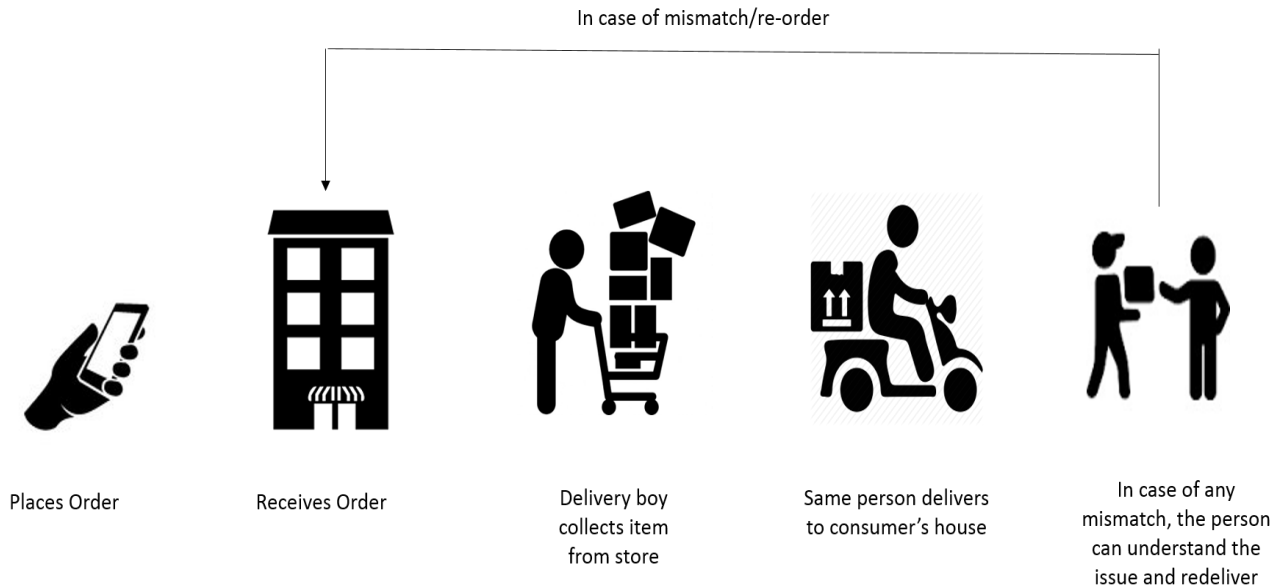 In case of mismatch/re-order
Places Order
Receives Order
Delivery boy
collects item
from store
Same person delivers
to consumer’s house
In case of any
mismatch, the person
can understand the
issue and redeliver